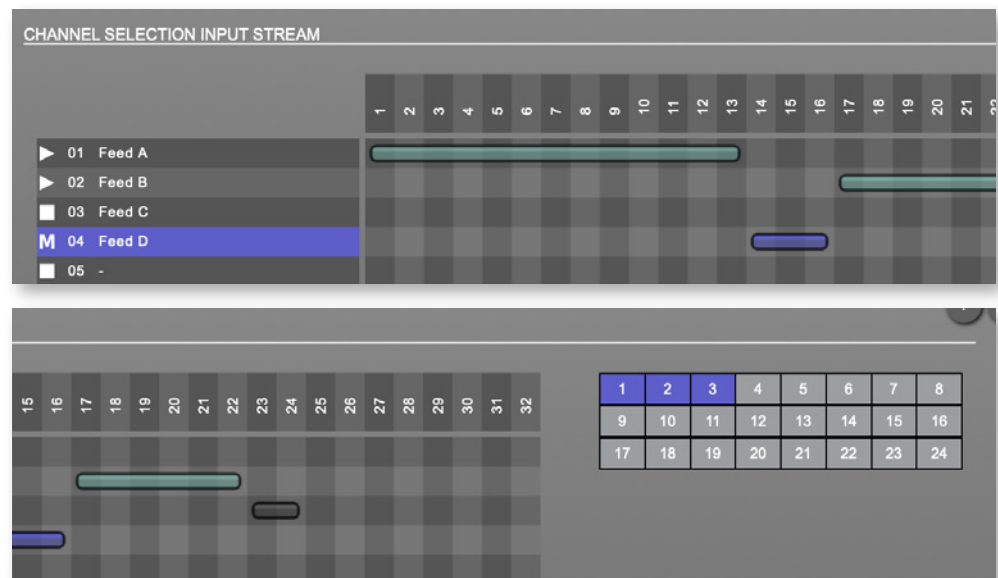 CHANNEL SELECTION INPUT STREAM
1 2 3 4 5 6 7 8 9 10 11 12 13 14 15 16 17 18 19 20 21 22
01 Feed A
02 Feed B
03 Feed C
M 04 Feed D
05 -
15 16 17 18 19 20 21 22 23 24 25 26 27 28 29 30 31 32
1 2 3 4 5 6 7 8
9 10 11 12 13 14 15 16
17 18 19 20 21 22 23 24